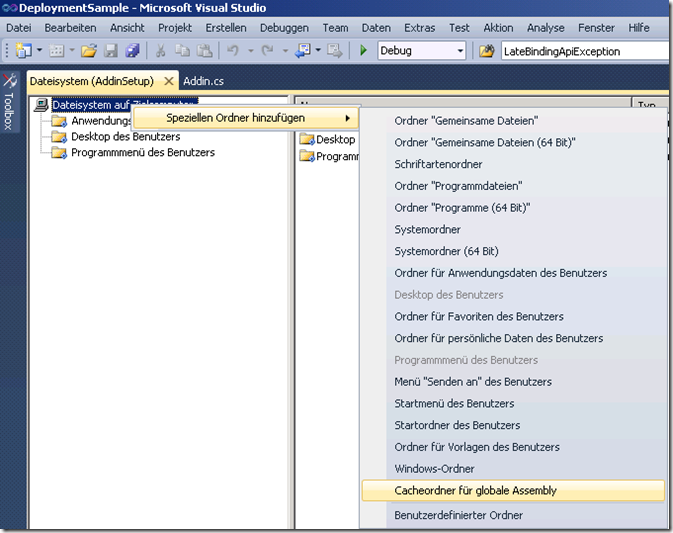 DeploymentSample - Microsoft Visual Studio
Datei Bearbeiten Ansicht Projekt Erstellen Debuggen Team Daten Extras Test Aktion Analyse Fenster Hilfe
Debug LateBindingApiException
Toolbox
Dateisystem (AddinSetup) Addin.cs
Dateisystem auf Typ
Anwendungs
Desktop des Benutzers
Programmmenü des Benutzers
Speziellen Ordner hinzufügen
Desktop
Program
Ordner "Gemeinsame Dateien"
Ordner "Gemeinsame Dateien (64 Bit)"
Schriftartenordner
Ordner "Programmdateien"
Ordner "Programme (64 Bit)
Systemordner
Systemordner (64 Bit)
Ordner für Anwendungsdaten des Benutzers
Desktop des Benutzers
Ordner für Favoriten des Benutzers
Ordner für persönliche Daten des Benutzers
Programmmenü des Benutzers
Menü "Senden an" des Benutzers
Startmenü des Benutzers
Startordner des Benutzers
Ordner für Vorlagen des Benutzers
Windows-Ordner
Cacheordner für globale Assembly
Benutzerdefinierter Ordner